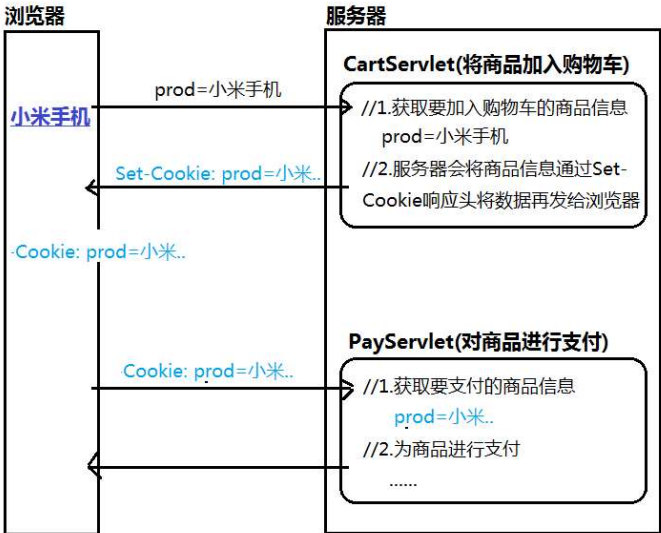 浏览器
服务器
CartServlet(将商品加入购物车)
prod=小米手机
小米手机
//1.获取要加入购物车的商品信息
prod=小米手机
Set-Cookie: prod=小米..
//2.服务器会将商品信息通过Set-
Cookie响应头将数据再发给浏览器
-Cookie: prod=小米..
PayServlet(对商品进行支付)
-Cookie: prod=小米..
//1.获取要支付的商品信息
prod=小米..
//2.为商品进行支付
......